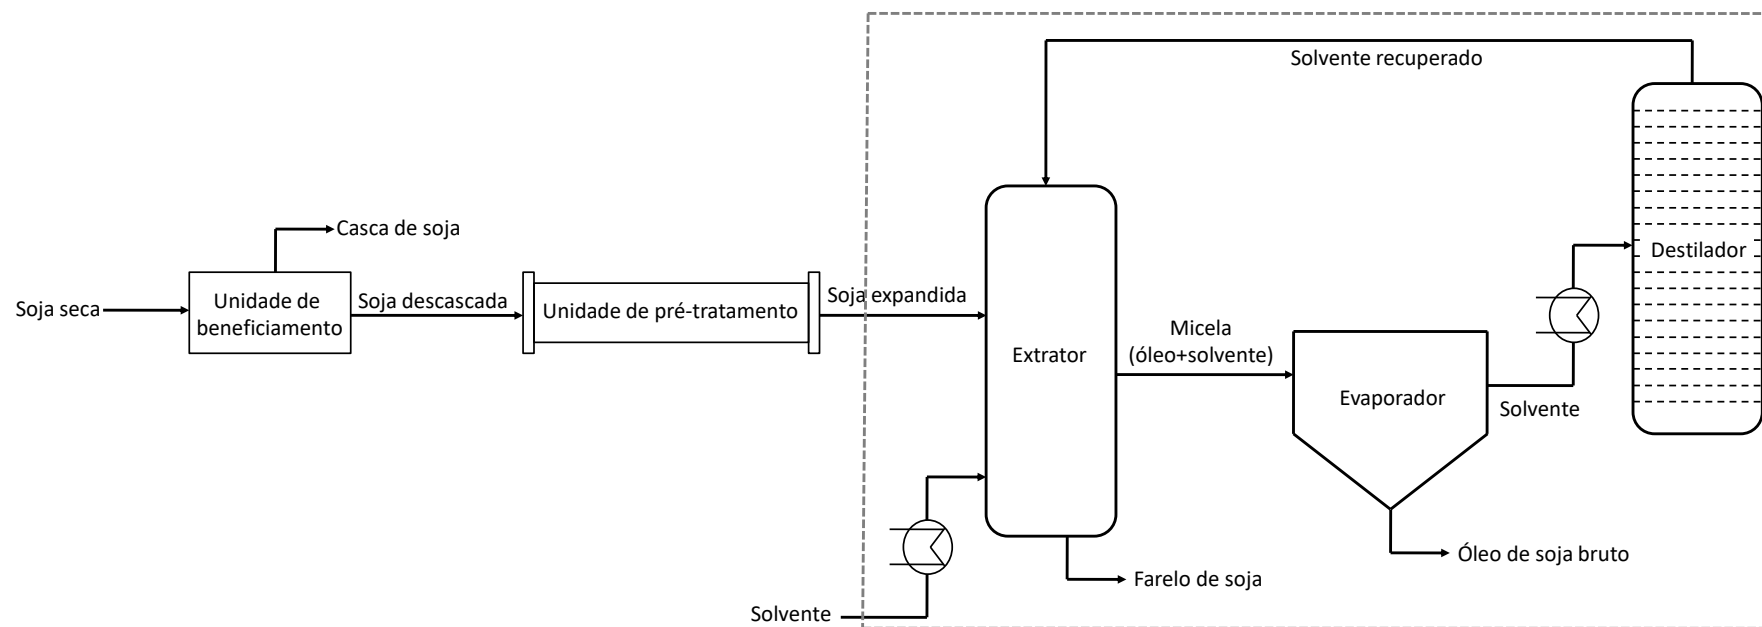 Solvente recuperado
Casca de soja
Soja seca
Unidade de
beneficiamento
Soja descascada
Unidade de pré-tratamento
Soja expandida
Extrator
Micela
(óleo+solvente)
Evaporador
Solvente
Destilador
Óleo de soja bruto
Farelo de soja
Solvente